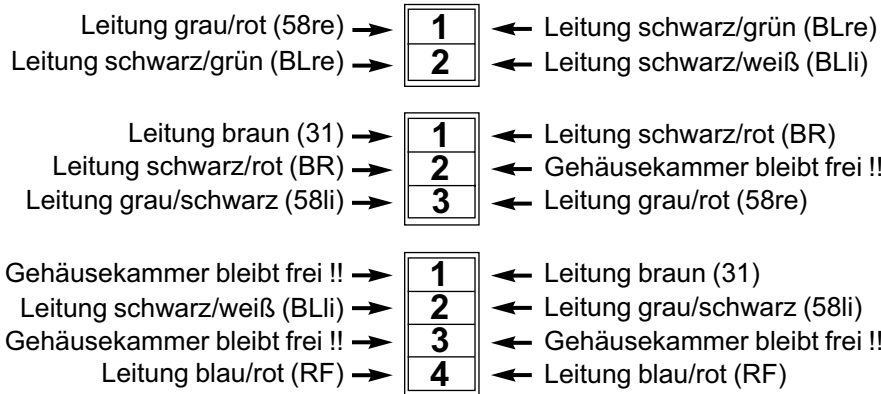 Leitung grau/rot (58re) 1 Leitung schwarz/grün (BLre)
Leitung schwarz/grün (BLre) 2 Leitung schwarz/weiß (BLli)
Leitung braun (31) 1 Leitung schwarz/rot (BR)
Leitung schwarz/rot (BR) 2 Gehäusekammer bleibt frei !!
Leitung grau/schwarz (58li) 3 Leitung grau/rot (58re)
Gehäusekammer bleibt frei !! 1 Leitung braun (31)
Leitung schwarz/weiß (BLli) 2 Leitung grau/schwarz (58li)
Gehäusekammer bleibt frei !! 3 Gehäusekammer bleibt frei !!
Leitung blau/rot (RF) 4 Leitung blau/rot (RF)